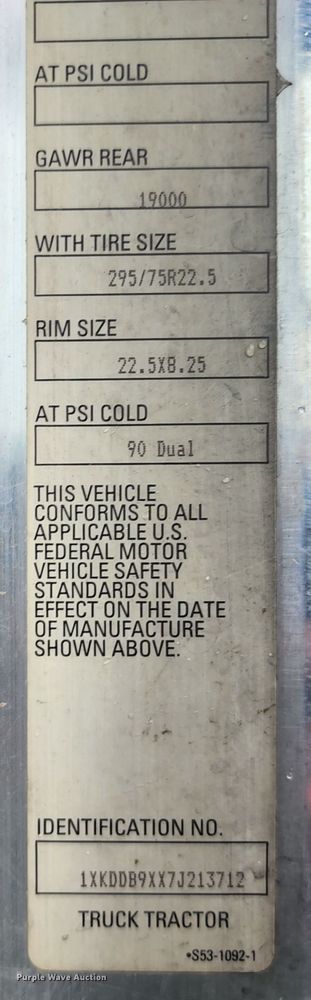 AT PSI COLD
GAWR REAR
19000
WITH TIRE SIZE
295/75R22.5
RIM SIZE
22.5X8.25
AT PSI COLD
90 Dual
THIS VEHICLE
CONFORMS TO ALL
APPLICABLE U.S.
FEDERAL MOTOR
VEHICLE SAFETY
STANDARDS IN
EFFECT ON THE DATE
OF MANUFACTURE
SHOWN ABOVE.
IDENTIFICATION NO.
1XKDDB9XX7J213712
TRUCK TRACTOR
•S53-1092-1
Purple Wave Auction